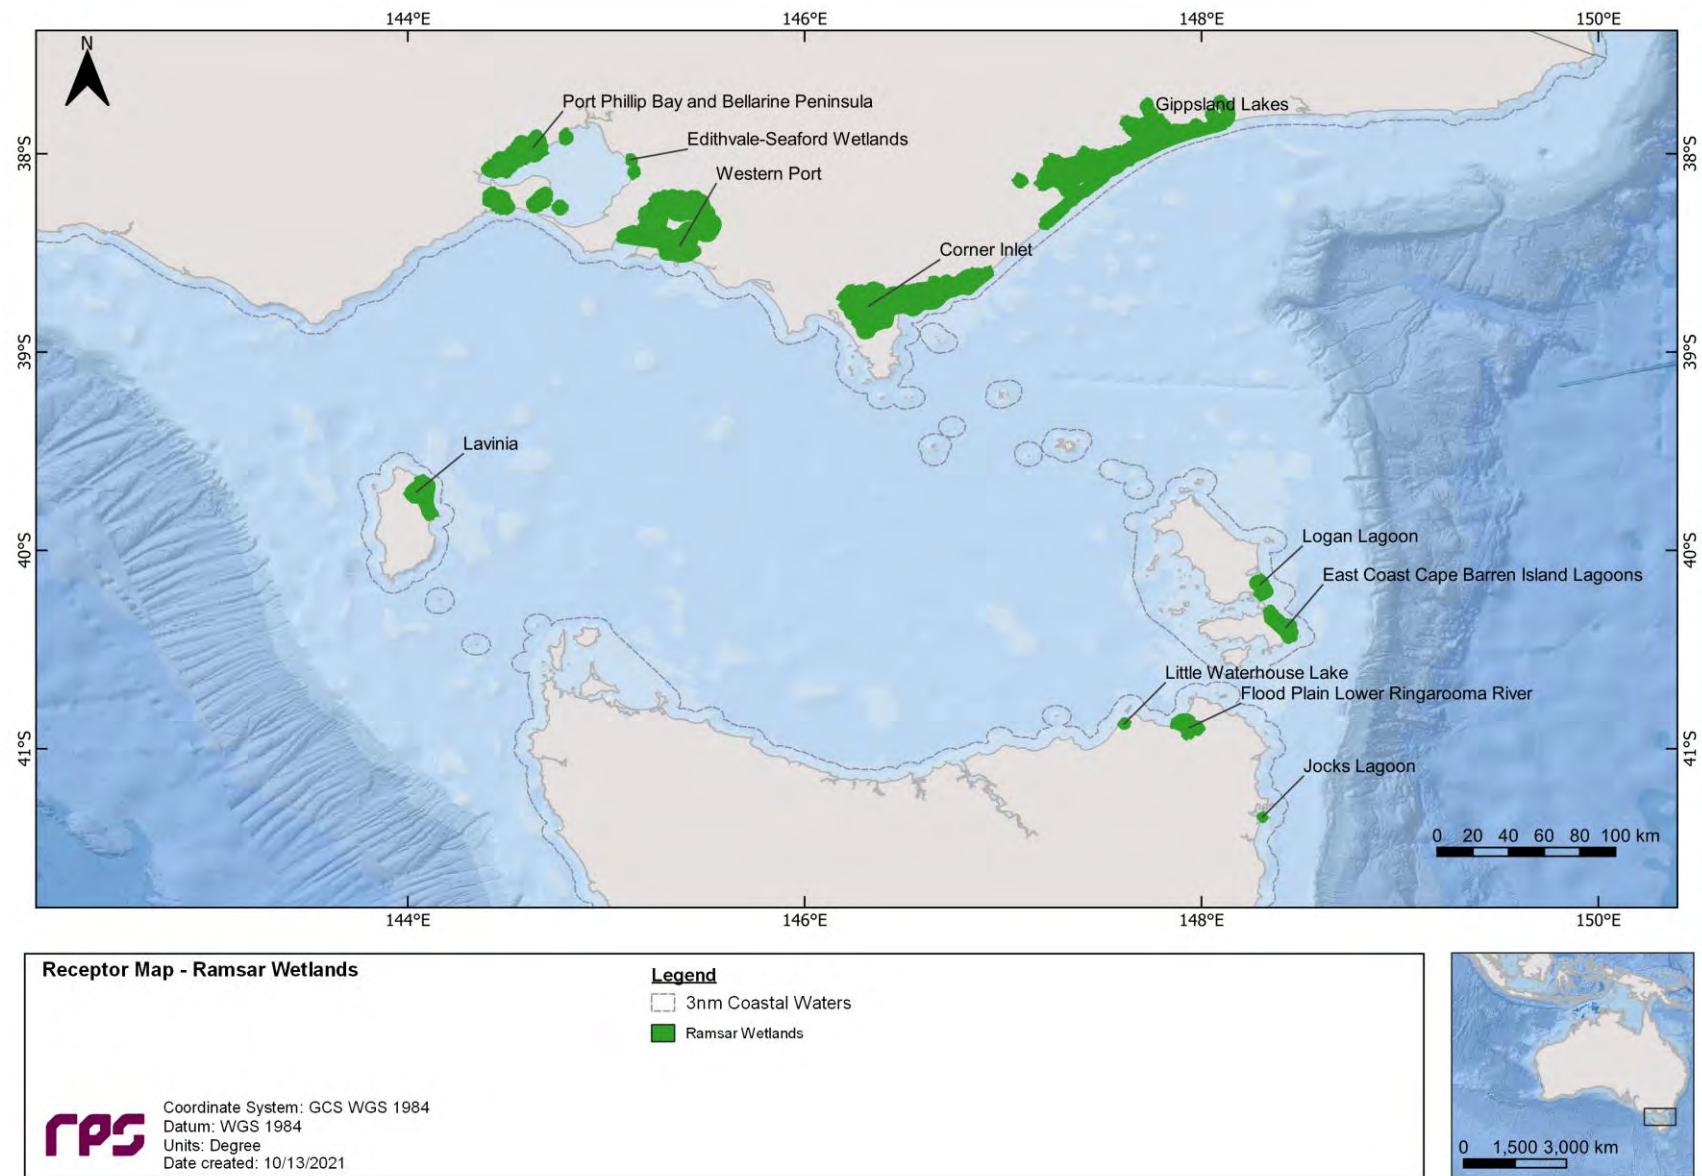 144°E
146°E
148°E
150°E
N
Port Phillip Bay and Bellarine Peninsula
Gippsland Lakes
Edithvale-Seaford Wetlands
38°S
38°S
Western Port
Corner Inlet
39°S
39°S
Lavinia
Logan Lagoon
40°S
40°S
East Coast Cape Barren Island Lagoons
Little Waterhouse Lake
Flood Plain Lower Ringarooma River
41°S
41°S
Jocks Lagoon
0 20 40 60 80 100 km
144°E
146°E
148°E
150°E
Receptor Map - Ramsar Wetlands
Legend
3nm Coastal Waters
Ramsar Wetlands
rps
Coordinate System: GCS WGS 1984
Datum: WGS 1984
Units: Degree
Date created: 10/13/2021
0 1,500 3,000 km